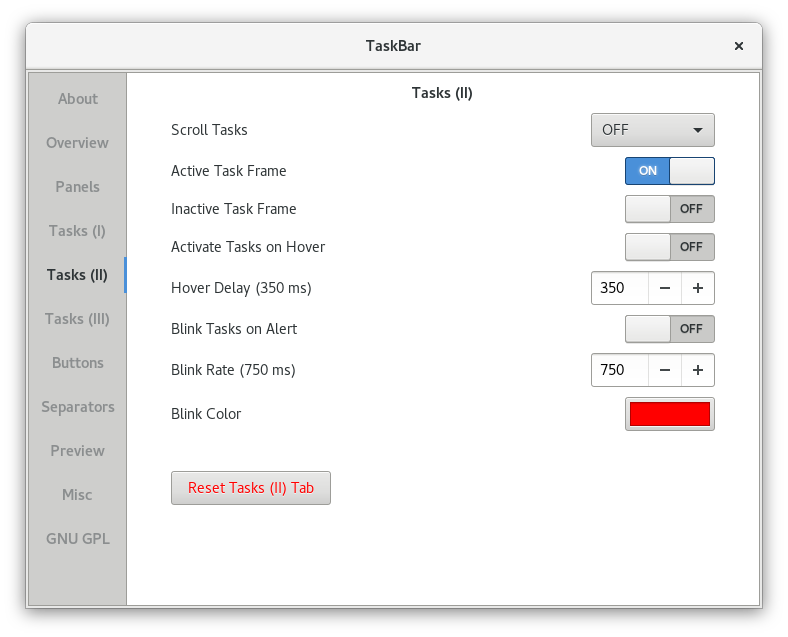 TaskBar
About
Overview
Panels
Tasks (I)
Tasks (II)
Tasks (III)
Buttons
Separators
Preview
Misc
GNU GPL
Tasks (II)
Scroll Tasks OFF
Active Task Frame ON
Inactive Task Frame OFF
Activate Tasks on Hover OFF
Hover Delay (350 ms) 350
Blink Tasks on Alert OFF
Blink Rate (750 ms) 750
Blink Color
Reset Tasks (II) Tab